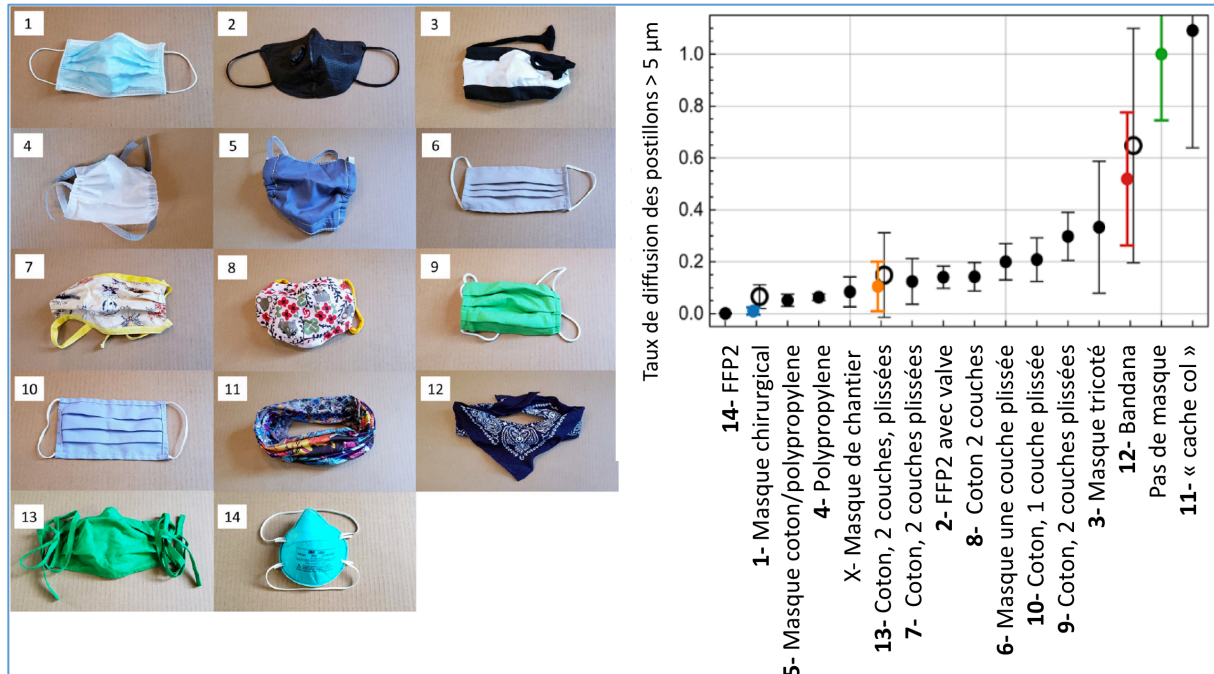 1
2
3
4
5
6
7
8
9
10
11
12
13
14
Taux de diffusion des postillons > 5 µm
1.0
0.8
0.6
0.4
0.2
0.0
14- FFP2
1- Masque chirurgical
5- Masque coton/polypropylene
4- Polypropylene
X- Masque de chantier
13- Coton, 2 couches, plissées
7- Coton, 2 couches plissées
2- FFP2 avec valve
8- Coton 2 couches
6- Masque une couche plissée
10- Coton, 1 couche plissée
9- Coton, 2 couches plissées
3- Masque tricoté
12- Bandana
Pas de masque
11- « cache col »